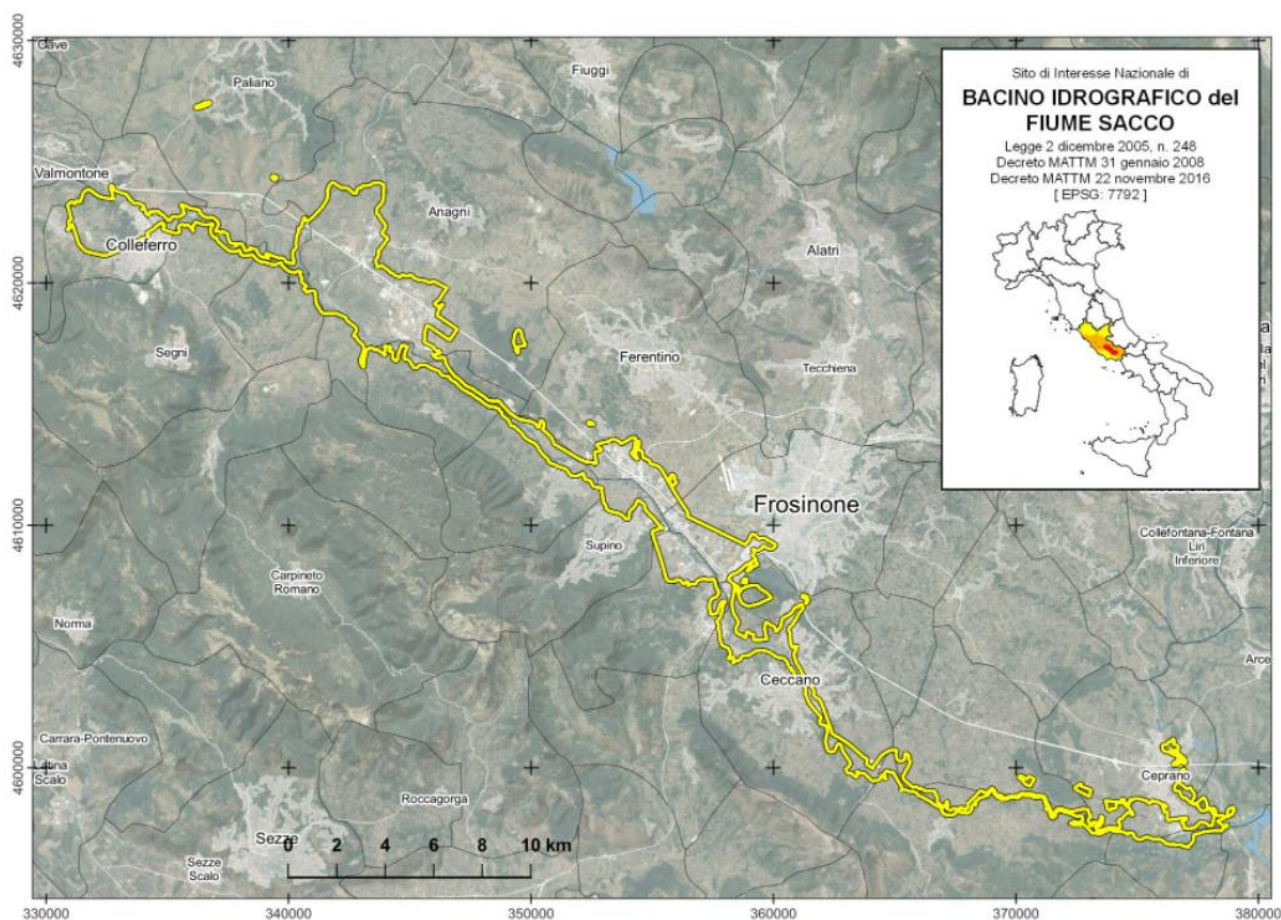 4630000
Cave
Paliano
Fiuggi
Sito di Interesse Nazionale di
BACINO IDROGRAFICO del
FIUME SACCO
Legge 2 dicembre 2005, n. 248
Decreto MATTM 31 gennaio 2008
Decreto MATTM 22 novembre 2016
[ EPSG: 7792 ]
Valmontone
Anagni
Colleferro
Alatri
4620000
Segni
Ferentino
Tecchiena
4610000
Frosinone
Supino
Collefontana-Fontana
Liri
Inferiore
Carpineto
Romano
Norma
Arce
Ceccano
Carrara-Pontenuovo
4600000
Latina
Scalo
Ceprano
Roccagorga
Sezze
0 2 4 6 8 10 km
Sezze
Scalo
330000 340000 350000 360000 370000 380000